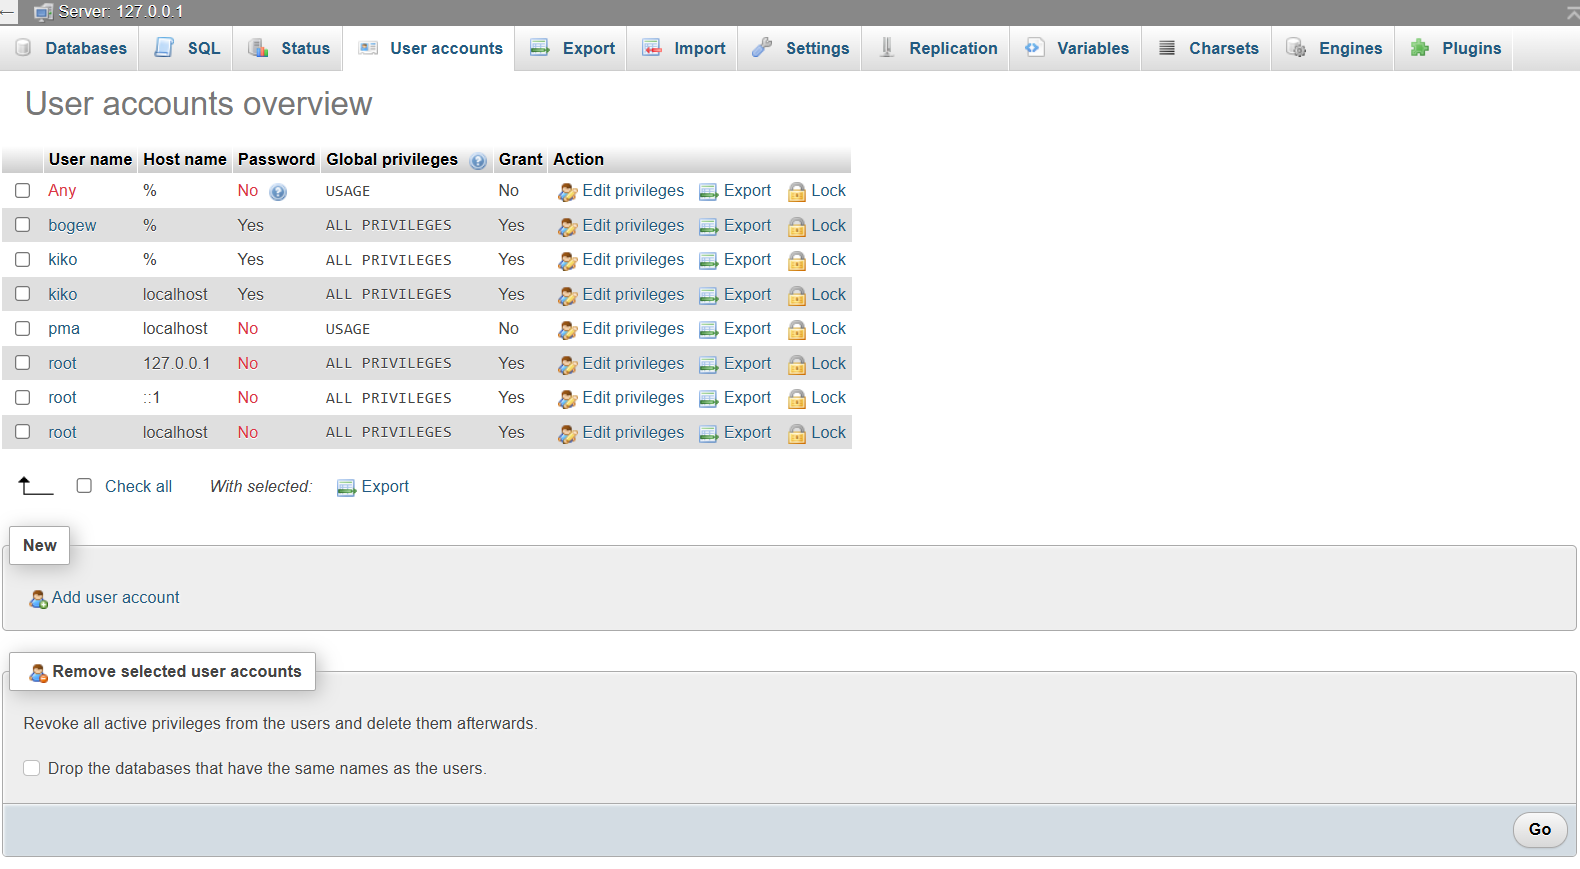 Server: 127.0.0.1
Databases SQL Status User accounts Export Import Settings Replication Variables Charsets Engines Plugins
User accounts overview
User name Host name Password Global privileges Grant Action
Any % No USAGE No Edit privileges Export Lock
bogew % Yes ALL PRIVILEGES Yes Edit privileges Export Lock
kiko % Yes ALL PRIVILEGES Yes Edit privileges Export Lock
kiko localhost Yes ALL PRIVILEGES Yes Edit privileges Export Lock
pma localhost No USAGE No Edit privileges Export Lock
root 127.0.0.1 No ALL PRIVILEGES Yes Edit privileges Export Lock
root ::1 No ALL PRIVILEGES Yes Edit privileges Export Lock
root localhost No ALL PRIVILEGES Yes Edit privileges Export Lock
Check all With selected: Export
New
Add user account
Remove selected user accounts
Revoke all active privileges from the users and delete them afterwards.
Drop the databases that have the same names as the users.
Go